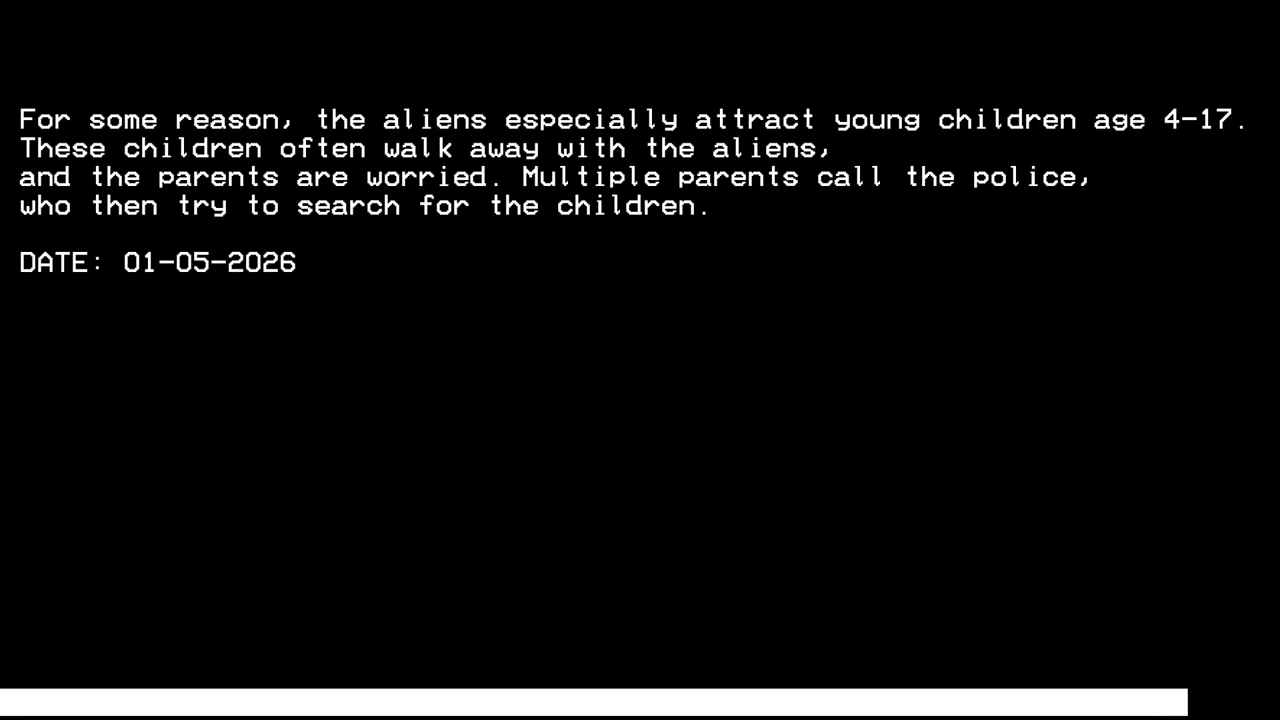 For some reason, the aliens especially attract young children age 4-17.
These children often walk away with the aliens,
and the parents are worried. Multiple parents call the police,
who then try to search for the children.
DATE: 01-05-2026